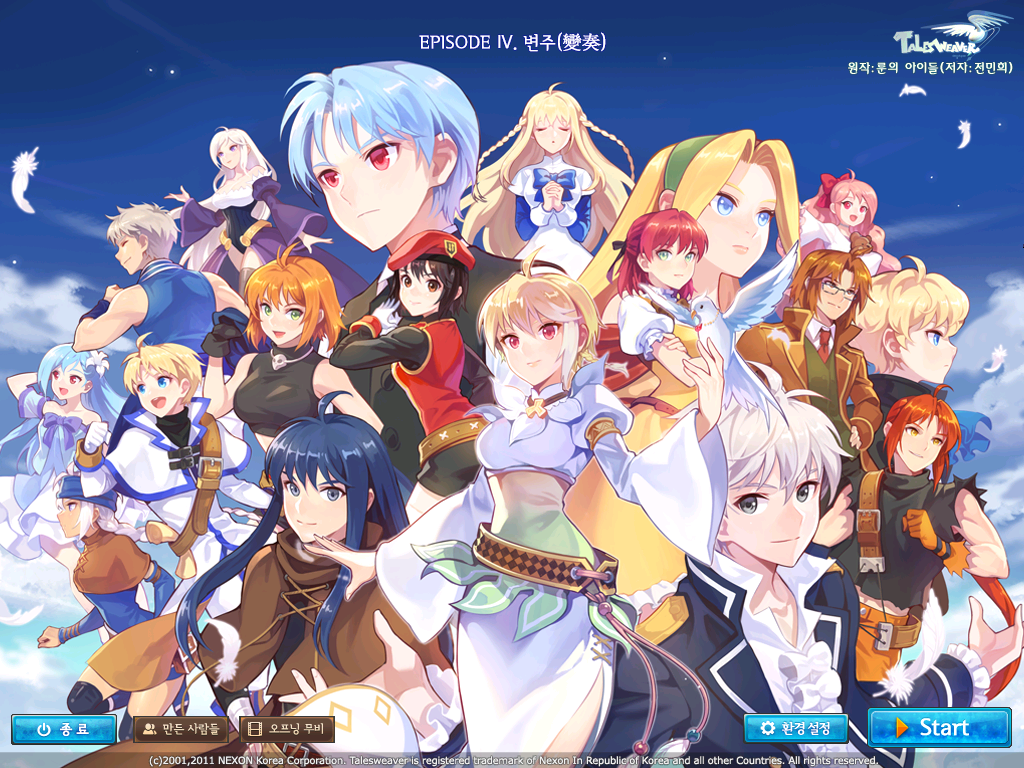 EPISODE IV. 변주(變奏)
TALESWEAVER
원작:룬의 아이들(저자:전민희)
종료
만든 사람들
오프닝 무비
환경설정
Start
(c)2001,2011 NEXON Korea Corporation. Talesweaver is registered trademark of Nexon In Republic of Korea and all other Countries. All rights reserved.